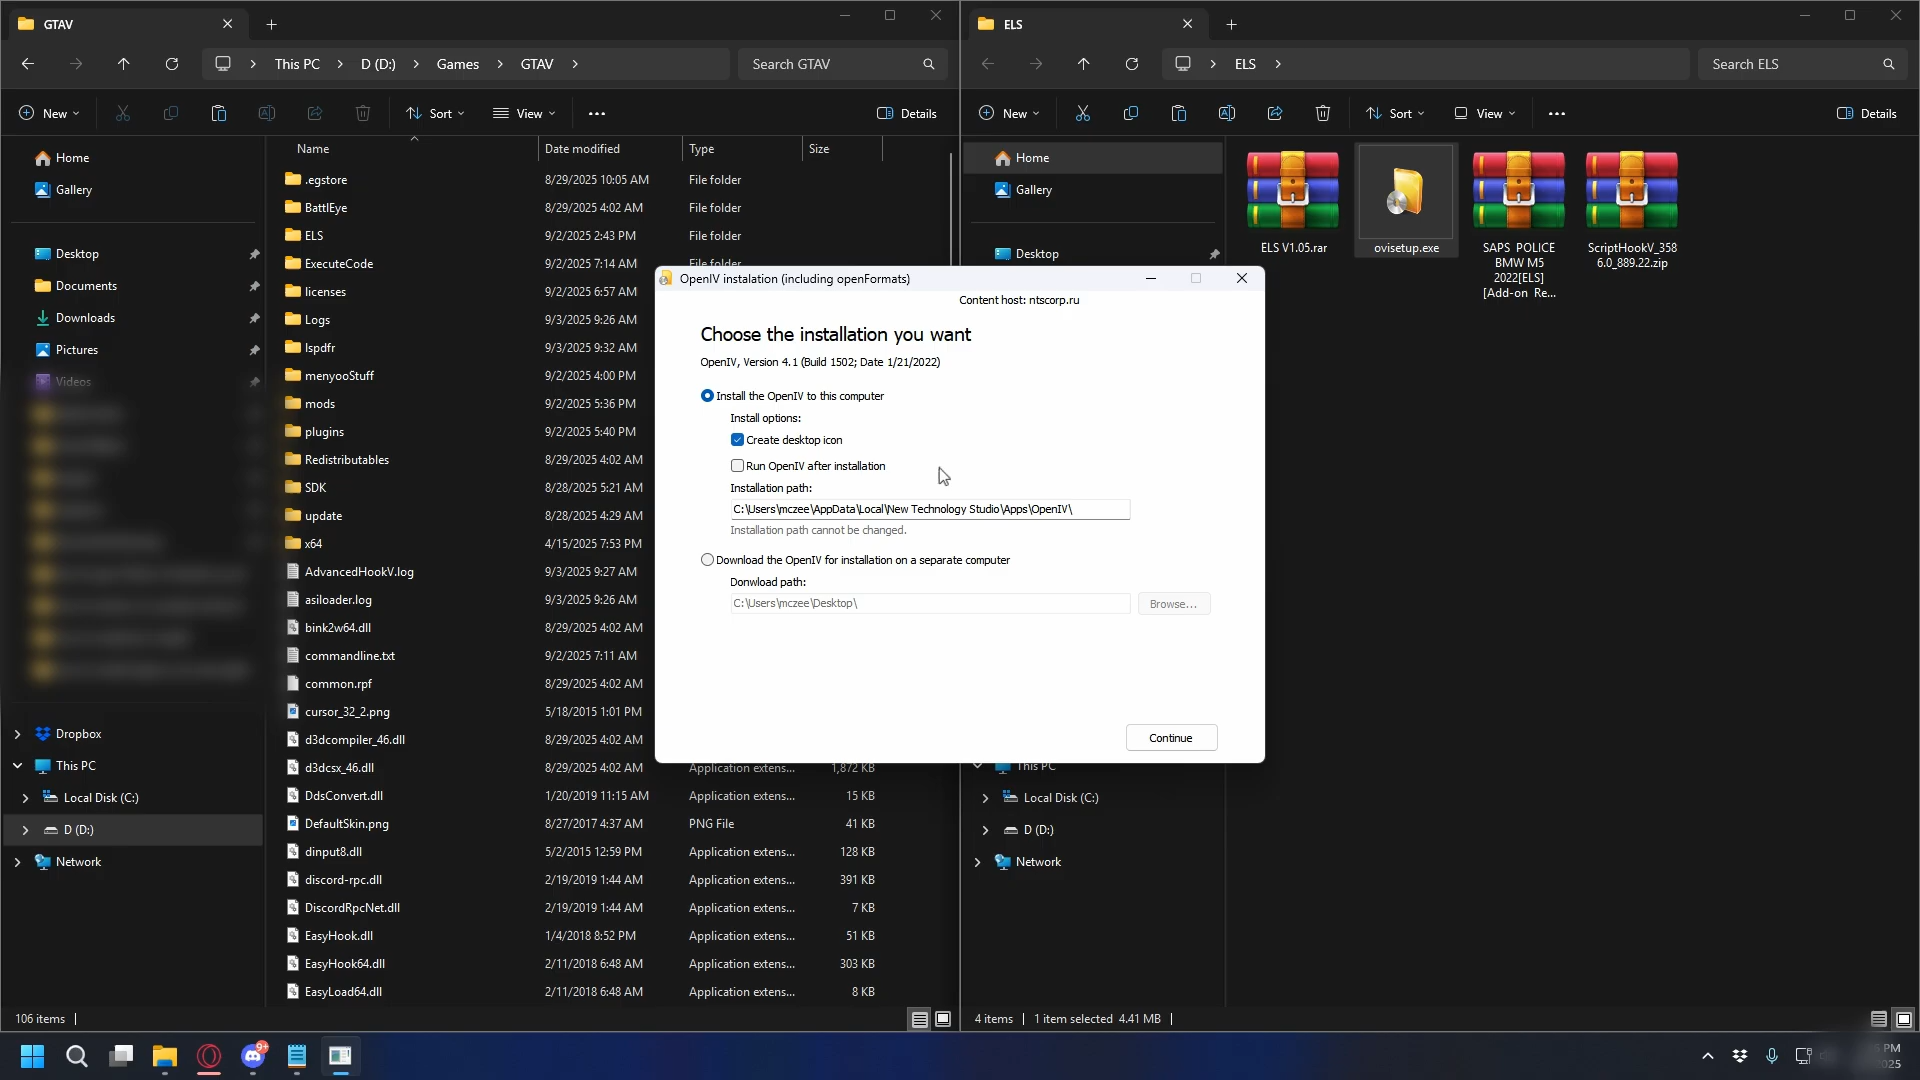 GTAV
This PC
D (D:)
Games
GTAV
Search GTAV
New
Sort
View
Details
Name
Date modified
Type
Size
Home
Gallery
Desktop
Documents
Downloads
Pictures
Videos
Dropbox
This PC
Local Disk (C:)
D (D:)
Network
.egstore 8/29/2025 10:05 AM File folder
BattlEye 8/29/2025 4:02 AM File folder
ELS 9/2/2025 2:43 PM File folder
ExecuteCode 9/2/2025 7:14 AM File folder
licenses 9/2/2025 6:57 AM
Logs 9/3/2025 9:26 AM
lspdfr 9/3/2025 9:32 AM
menyooStuff 9/2/2025 4:00 PM
mods 9/2/2025 5:36 PM
plugins 9/2/2025 5:40 PM
Redistributables 8/29/2025 4:02 AM
SDK 8/28/2025 5:21 AM
update 8/28/2025 4:29 AM
x64 4/15/2025 7:53 PM
AdvancedHookV.log 9/3/2025 9:27 AM
asiloader.log 9/3/2025 9:26 AM
bink2w64.dll 8/29/2025 4:02 AM
commandline.txt 9/2/2025 7:11 AM
common.rpf 8/29/2025 4:02 AM
cursor_32_2.png 5/18/2015 1:01 PM
d3dcompiler_46.dll 8/29/2025 4:02 AM
d3dcsx_46.dll 8/29/2025 4:02 AM Application extens... 1,872 KB
DdsConvert.dll 1/20/2019 11:15 AM Application extens... 15 KB
DefaultSkin.png 8/27/2017 4:37 AM PNG File 41 KB
dinput8.dll 5/2/2015 12:59 PM Application extens... 128 KB
discord-rpc.dll 2/19/2019 1:44 AM Application extens... 391 KB
DiscordRpcNet.dll 2/19/2019 1:44 AM Application extens... 7 KB
EasyHook.dll 1/4/2018 8:52 PM Application extens... 51 KB
EasyHook64.dll 2/11/2018 6:48 AM Application extens... 303 KB
EasyLoad64.dll 2/11/2018 6:48 AM Application extens... 8 KB
106 items
OpenIV instalation (including openFormats)
Content host: ntscorp.ru
Choose the installation you want
OpenIV, Version 4.1 (Build 1502; Date 1/21/2022)
Install the OpenIV to this computer
Install options:
Create desktop icon
Run OpenIV after installation
Installation path:
C:\Users\mczee\AppData\Local\New Technology Studio\Apps\OpenIV\
Installation path cannot be changed.
Download the OpenIV for installation on a separate computer
Donwload path:
C:\Users\mczee\Desktop\
Browse...
Continue
ELS
ELS
Search ELS
New
Sort
View
Details
Home
Gallery
Desktop
This PC
Local Disk (C:)
D (D:)
Network
ELS V1.05.rar
ovisetup.exe
SAPS POLICE
BMW M5
2022[ELS]
[Add-on Re...
ScriptHookV_358
6.0_889.22.zip
4 items
1 item selected 4.41 MB
9+
PM